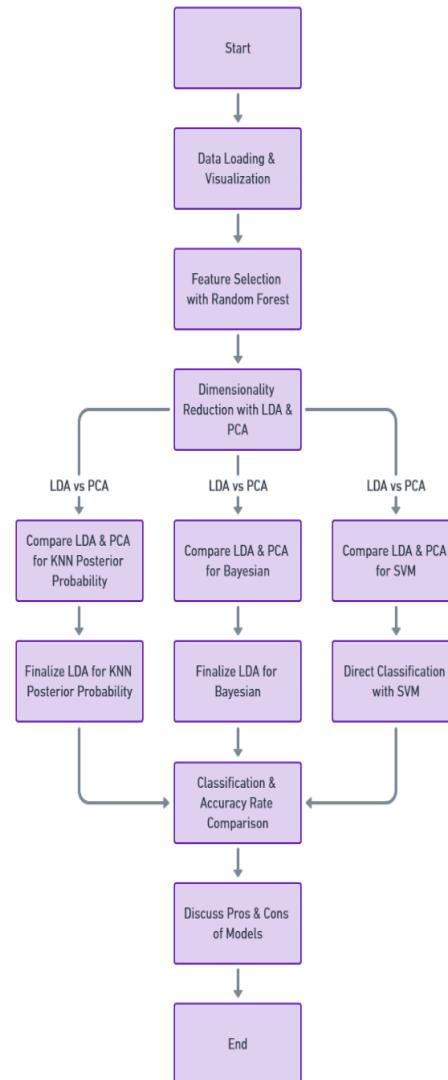 Start
Data Loading &
Visualization
Feature Selection
with Random Forest
Dimensionality
Reduction with LDA &
PCA
LDA vs PCA
LDA vs PCA
LDA vs PCA
Compare LDA & PCA
for KNN Posterior
Probability
Compare LDA & PCA
for Bayesian
Compare LDA & PCA
for SVM
Finalize LDA for KNN
Posterior Probability
Finalize LDA for
Bayesian
Direct Classification
with SVM
Classification &
Accuracy Rate
Comparison
Discuss Pros & Cons
of Models
End